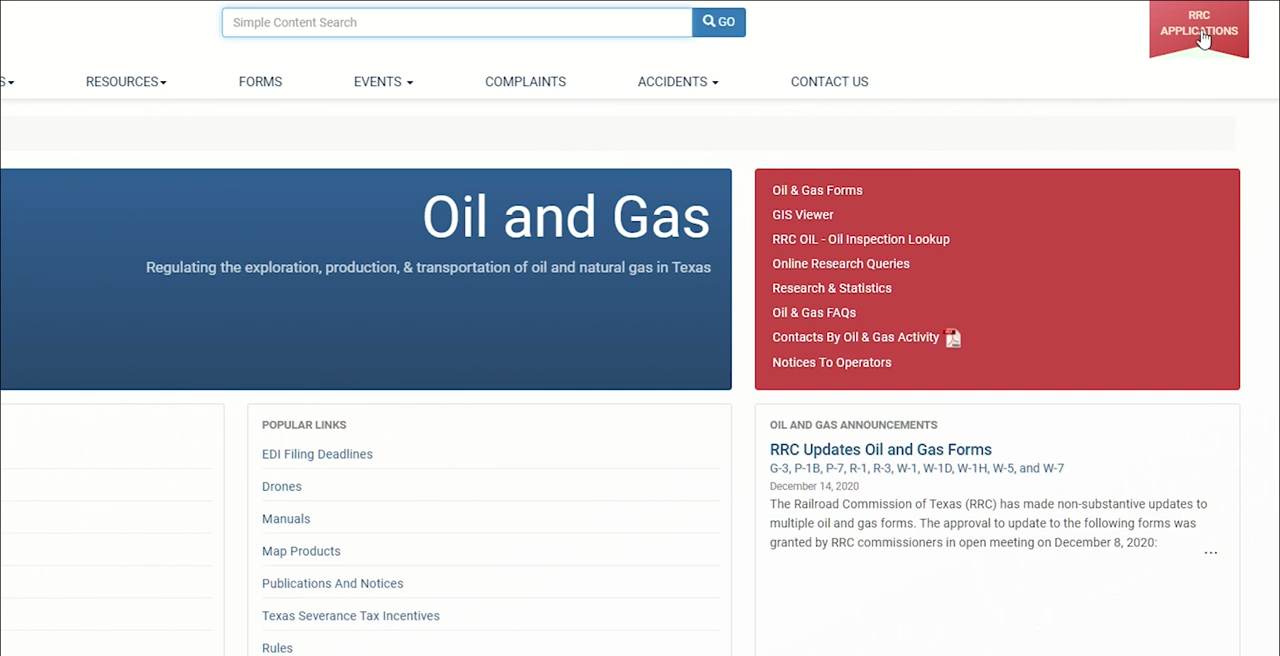 Simple Content Search
GO
RRC
APPLICATIONS
S
RESOURCES
FORMS
EVENTS
COMPLAINTS
ACCIDENTS
CONTACT US
Oil and Gas
Regulating the exploration, production, & transportation of oil and natural gas in Texas
Oil & Gas Forms
GIS Viewer
RRC OIL - Oil Inspection Lookup
Online Research Queries
Research & Statistics
Oil & Gas FAQs
Contacts By Oil & Gas Activity
Notices To Operators
POPULAR LINKS
EDI Filing Deadlines
Drones
Manuals
Map Products
Publications And Notices
Texas Severance Tax Incentives
Rules
OIL AND GAS ANNOUNCEMENTS
RRC Updates Oil and Gas Forms
G-3, P-1B, P-7, R-1, R-3, W-1, W-1D, W-1H, W-5, and W-7
December 14, 2020
The Railroad Commission of Texas (RRC) has made non-substantive updates to
multiple oil and gas forms. The approval to update to the following forms was
granted by RRC commissioners in open meeting on December 8, 2020:
...